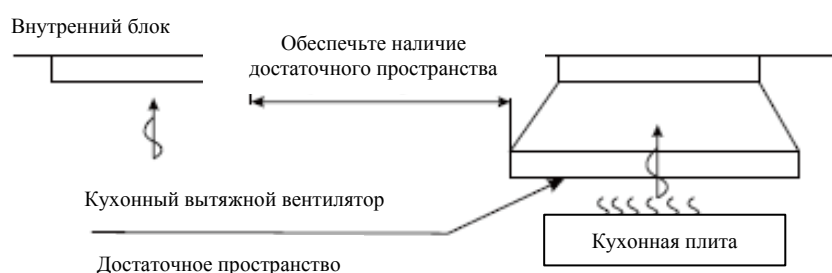 Внутренний блок
Обеспечьте наличие
достаточного пространства
Кухонный вытяжной вентилятор
Кухонная плита
Достаточное пространство